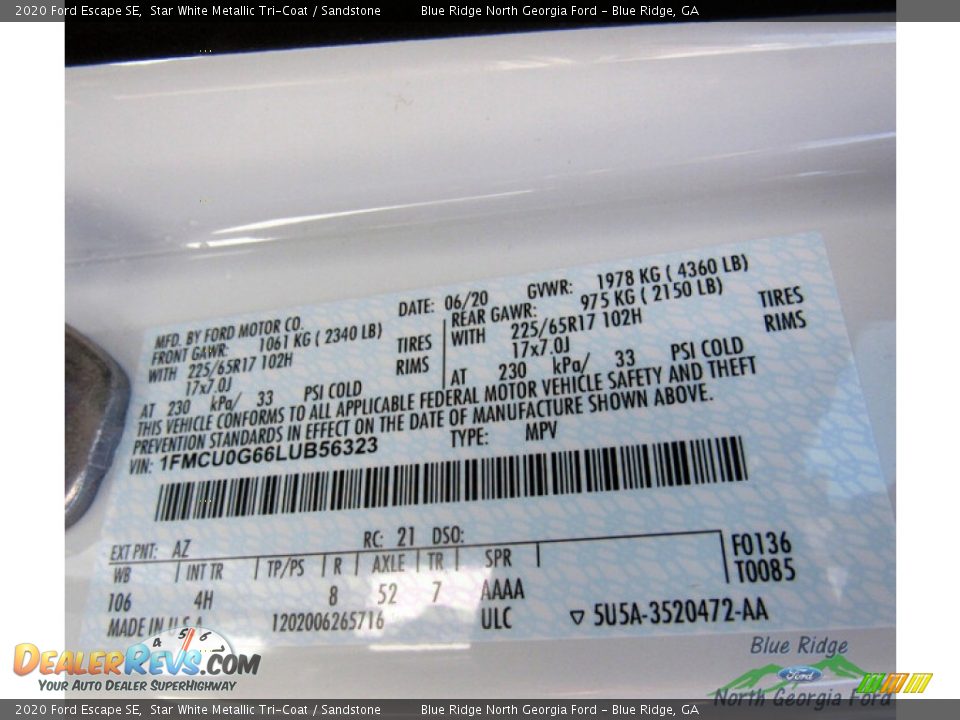 2020 Ford Escape SE, Star White Metallic Tri-Coat / Sandstone Blue Ridge North Georgia Ford - Blue Ridge, GA
MFD. BY FORD MOTOR CO. DATE: 06/20 GVWR: 1978 KG ( 4360 LB)
FRONT GAWR: 1061 KG ( 2340 LB) REAR GAWR: 975 KG ( 2150 LB)
WITH 225/65R17 102H TIRES WITH 225/65R17 102H TIRES
17x7.0J RIMS 17x7.0J RIMS
AT 230 kPa/ 33 PSI COLD AT 230 kPa/ 33 PSI COLD
THIS VEHICLE CONFORMS TO ALL APPLICABLE FEDERAL MOTOR VEHICLE SAFETY AND THEFT
PREVENTION STANDARDS IN EFFECT ON THE DATE OF MANUFACTURE SHOWN ABOVE.
VIN: 1FMCU0G66LUB56323 TYPE: MPV
EXT PNT: AZ RC: 21 DSO: F0136
WB INT TR TP/PS R AXLE TR SPR T0085
106 4H 8 52 7 AAAA
MADE IN U.S.A. 1202006265716 ULC ▽ 5U5A-3520472-AA
4 5 6
DEALERREVS.COM
YOUR AUTO DEALER SUPERHIGHWAY
Blue Ridge
Ford
North Georgia Ford
2020 Ford Escape SE, Star White Metallic Tri-Coat / Sandstone Blue Ridge North Georgia Ford - Blue Ridge, GA